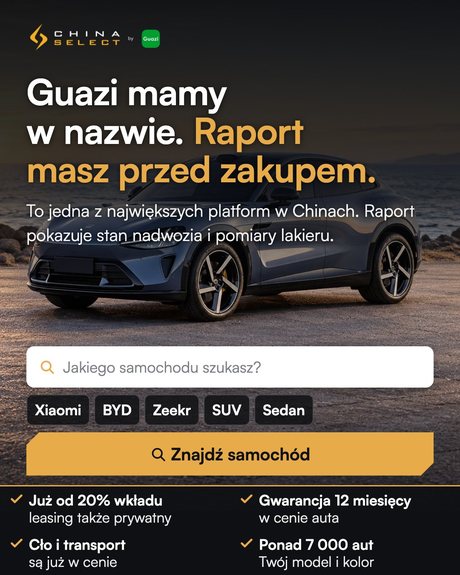 CHINA
SELECT
by Guazi
Guazi mamy
w nazwie. Raport
masz przed zakupem.
To jedna z największych platform w Chinach. Raport
pokazuje stan nadwozia i pomiary lakieru.
Jakiego samochodu szukasz?
Xiaomi BYD Zeekr SUV Sedan
Znajdź samochód
Już od 20% wkładu
leasing także prywatny
Gwarancja 12 miesięcy
w cenie auta
Cło i transport
są już w cenie
Ponad 7 000 aut
Twój model i kolor